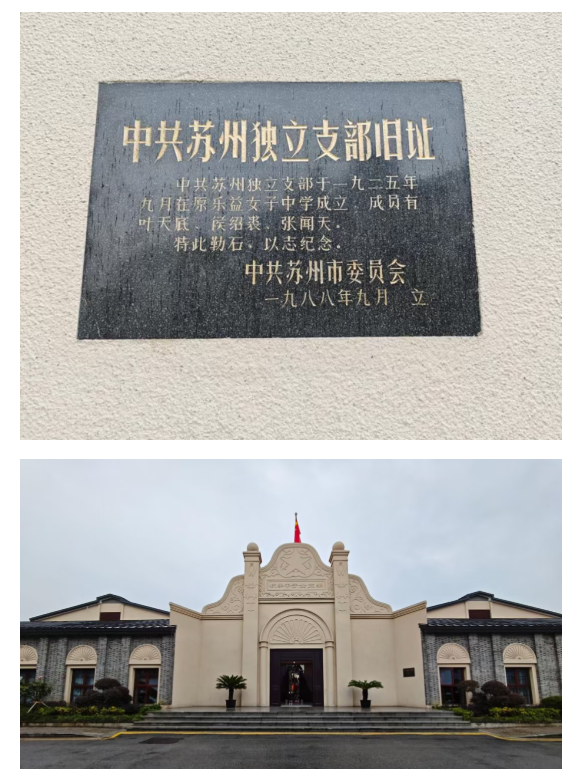 中共苏州独立支部旧址
中共苏州独立支部于一九二五年
九月在原乐益女子中学成立，成员有
叶天底、侯绍裘、张闻天。
特此勒石，以志纪念。
中共苏州市委员会
一九八八年九月 立